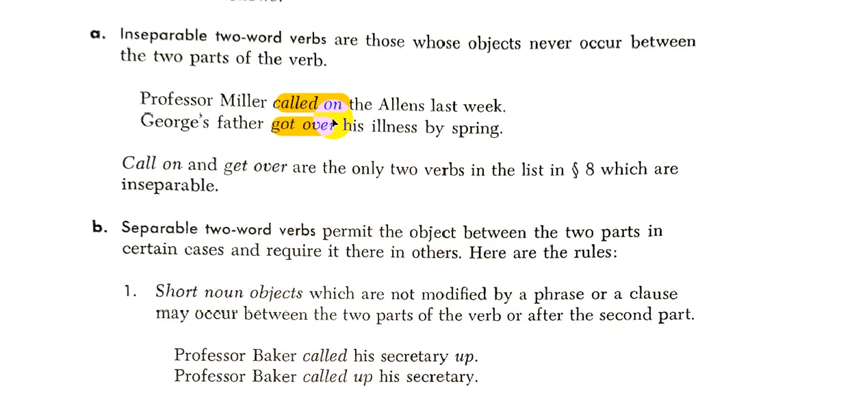 a. Inseparable two-word verbs are those whose objects never occur between
the two parts of the verb.
Professor Miller called on the Allens last week.
George's father got over his illness by spring.
Call on and get over are the only two verbs in the list in § 8 which are
inseparable.
b. Separable two-word verbs permit the object between the two parts in
certain cases and require it there in others. Here are the rules:
1. Short noun objects which are not modified by a phrase or a clause
may occur between the two parts of the verb or after the second part.
Professor Baker called his secretary up.
Professor Baker called up his secretary.